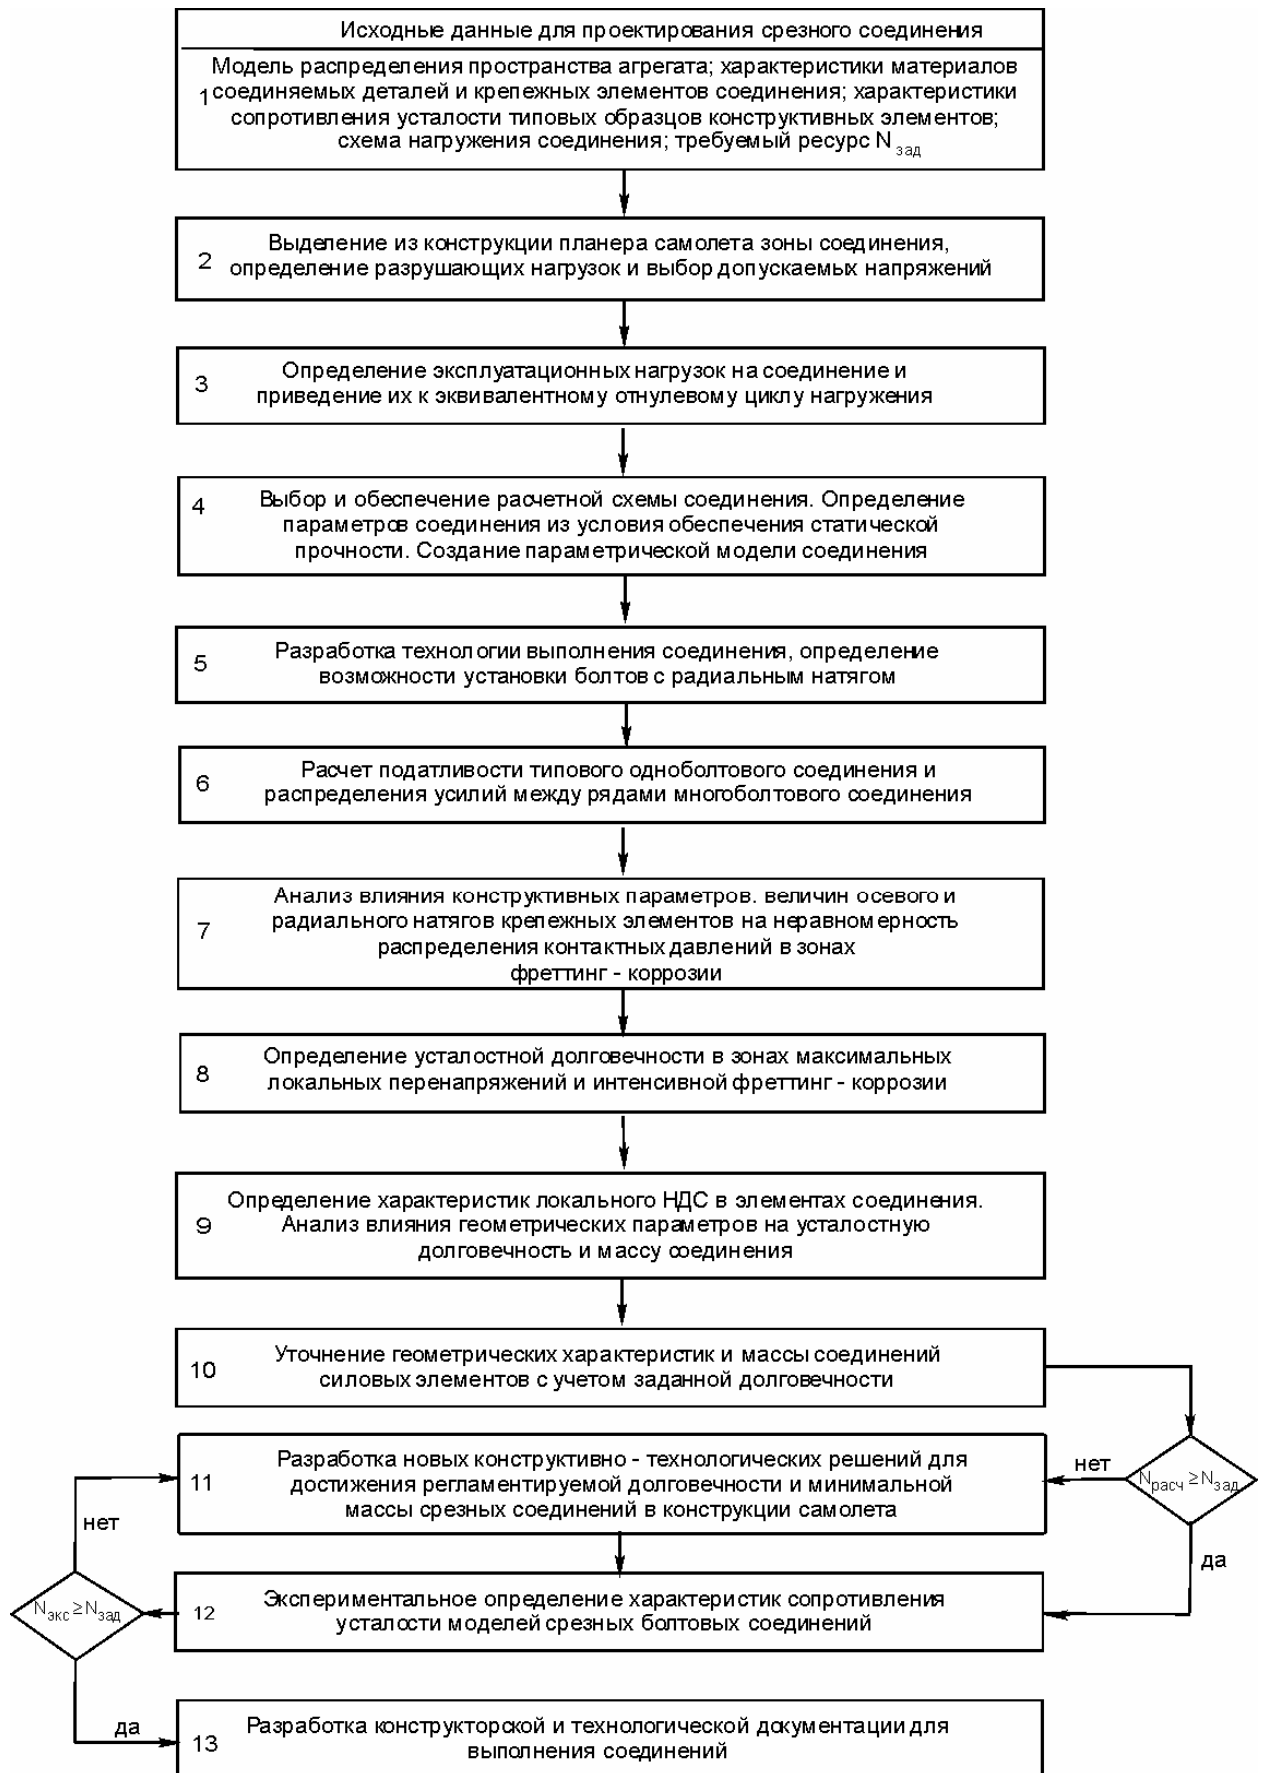 Исходные данные для проектирования срезного соединения
Модель распределения пространства агрегата; характеристики материалов
1 соединяемых деталей и крепежных элементов соединения; характеристики
сопротивления усталости типовых образцов конструктивных элементов;
схема нагружения соединения; требуемый ресурс N зад
Выделение из конструкции планера самолета зоны соединения,
2 определение разрушающих нагрузок и выбор допускаемых напряжений
Определение эксплуатационных нагрузок на соединение и
3 приведение их к эквивалентному отнулевому циклу нагружения
4 Выбор и обеспечение расчетной схемы соединения. Определение
параметров соединения из условия обеспечения статической
прочности. Создание параметрической модели соединения
5 Разработка технологии выполнения соединения, определение
возможности установки болтов с радиальным натягом
6 Расчет податливости типового одноболтового соединения и
распределения усилий между рядами многоболтового соединения
Анализ влияния конструктивных параметров. величин осевого и
радиального натягов крепежных элементов на неравномерность
7 распределения контактных давлений в зонах
фреттинг - коррозии
Определение усталостной долговечности в зонах максимальных
8 локальных перенапряжений и интенсивной фреттинг - коррозии
Определение характеристик локального НДС в элементах соединения.
9 Анализ влияния геометрических параметров на усталостную
долговечность и массу соединения
10 Уточнение геометрических характеристик и массы соединений
силовых элементов с учетом заданной долговечности
Разработка новых конструктивно - технологических решений для
11 достижения регламентируемой долговечности и минимальной
массы срезных соединений в конструкции самолета
нет
Nрасч ≥ Nзад
да
нет
Экспериментальное определение характеристик сопротивления
12 усталости моделей срезных болтовых соединений
Nэкс ≥ Nзад
да
Разработка конструкторской и технологической документации для
13 выполнения соединений